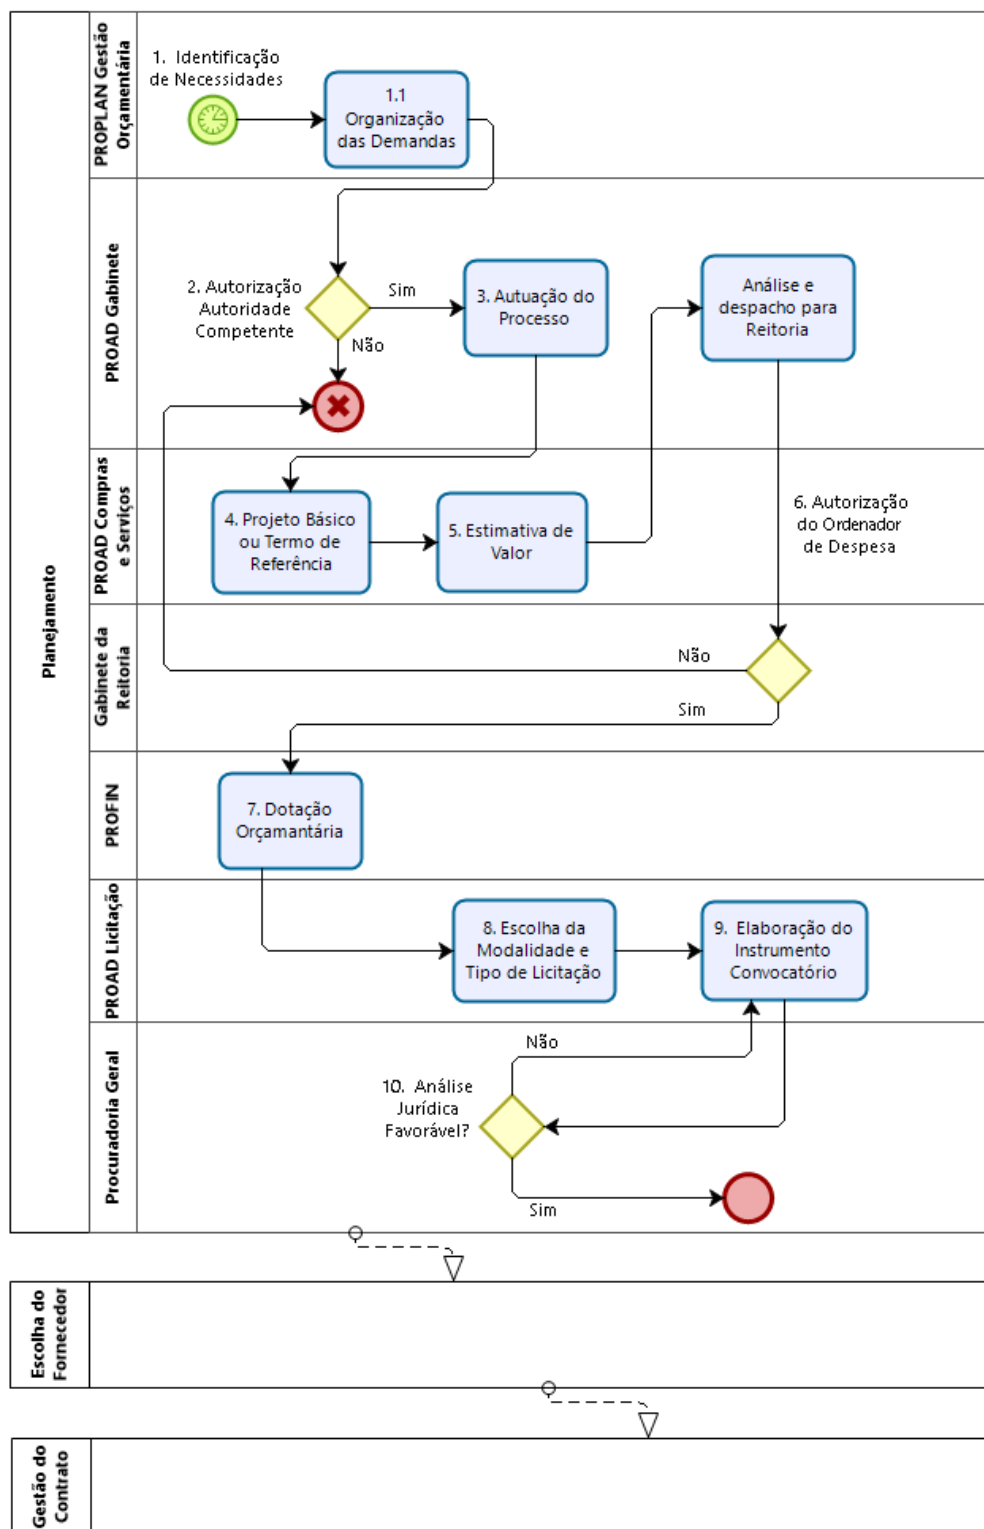 Planejamento
PROPLAN Gestão
Orçamentária
1. Identificação
de Necessidades
1.1
Organização
das Demandas
PROAD Gabinete
2. Autorização
Autoridade
Competente
Sim
Não
3. Autuação do
Processo
Análise e
despacho para
Reitoria
PROAD Compras
e Serviços
4. Projeto Básico
ou Termo de
Referência
5. Estimativa de
Valor
6. Autorização
do Ordenador
de Despesa
Gabinete da
Reitoria
Não
Sim
PROFIN
7. Dotação
Orçamantária
PROAD Licitação
8. Escolha da
Modalidade e
Tipo de Licitação
9. Elaboração do
Instrumento
Convocatório
Procuradoria Geral
Não
10. Análise
Jurídica
Favorável?
Sim
Escolha do
Fornecedor
Gestão do
Contrato